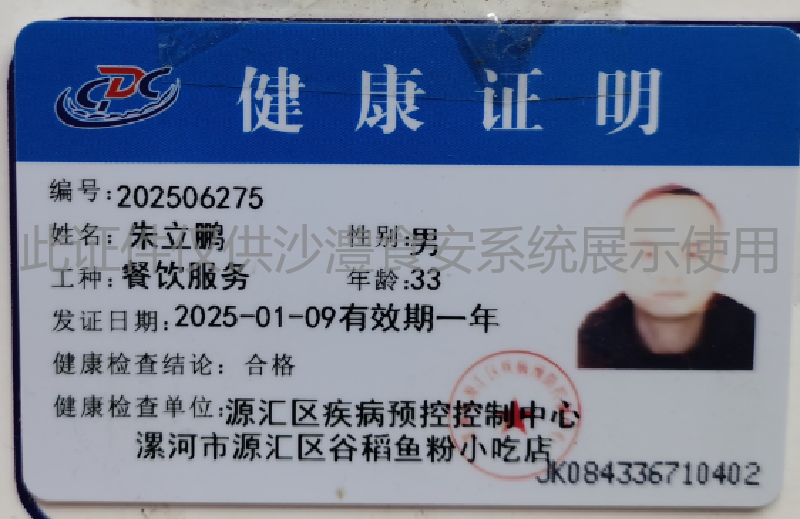 CDC
健康证明
编号:202506275
姓名: 朱立鹏 性别:男
此证件仅供沙澧食安系统展示使用
工种: 餐饮服务 年龄:33
发证日期:2025-01-09有效期一年
健康检查结论: 合格
健康检查单位:源汇区疾病预控控制中心
漯河市源汇区谷稻鱼粉小吃店
JK084336710402